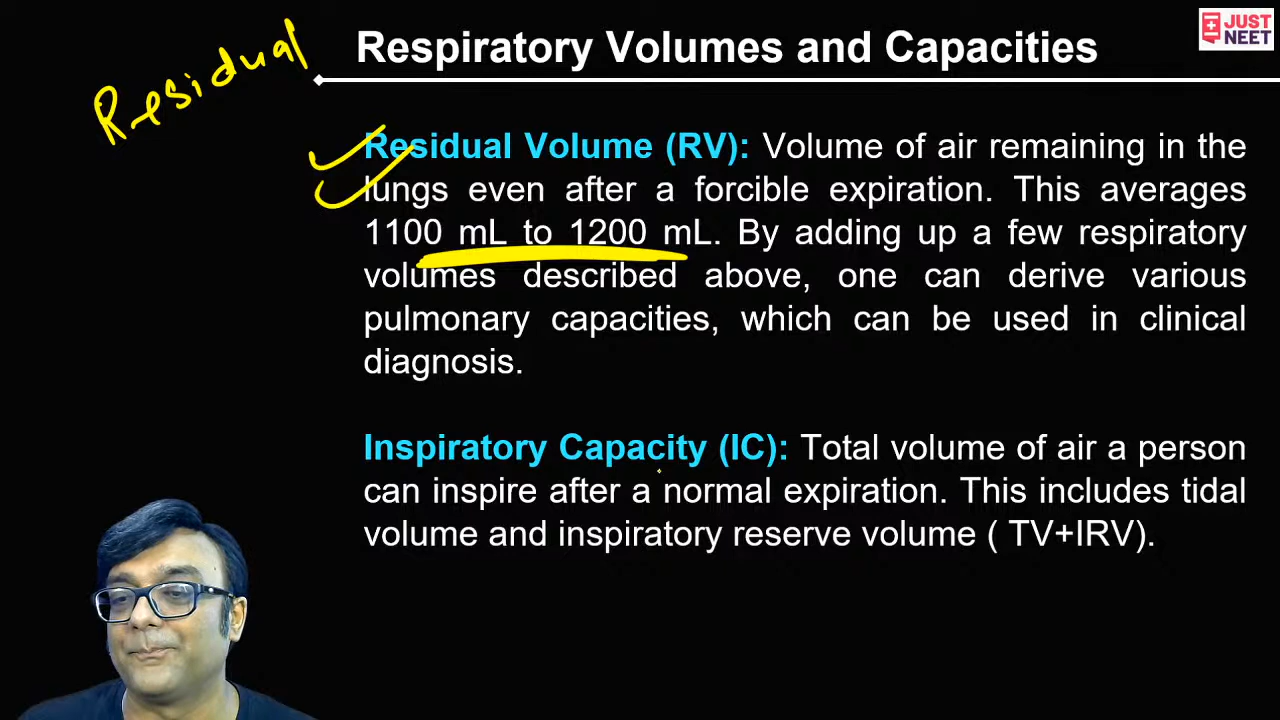 Residual
Respiratory Volumes and Capacities
JUST
NEET
Residual Volume (RV): Volume of air remaining in the
lungs even after a forcible expiration. This averages
1100 mL to 1200 mL. By adding up a few respiratory
volumes described above, one can derive various
pulmonary capacities, which can be used in clinical
diagnosis.
Inspiratory Capacity (IC): Total volume of air a person
can inspire after a normal expiration. This includes tidal
volume and inspiratory reserve volume ( TV+IRV).